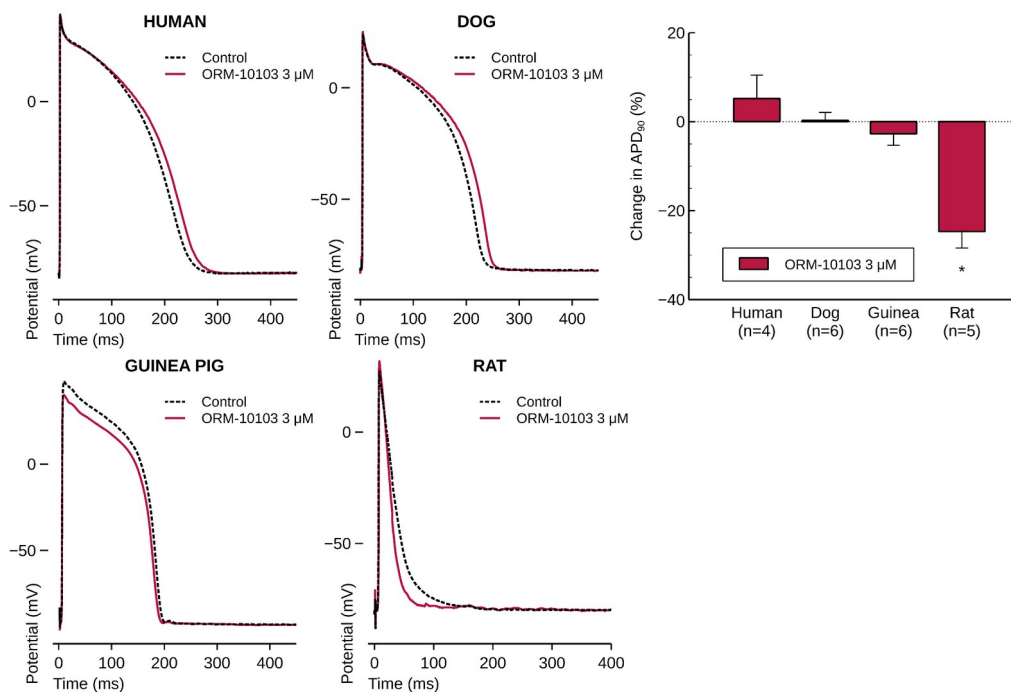 HUMAN
Control
ORM-10103 3 µM
0
−50
Potential (mV)
0 100 200 300 400
Time (ms)
DOG
Control
ORM-10103 3 µM
0
−50
Potential (mV)
0 100 200 300 400
Time (ms)
20
0
−20
−40
Change in APD90 (%)
ORM-10103 3 µM
*
Human Dog Guinea Rat
(n=4) (n=6) (n=6) (n=5)
GUINEA PIG
Control
ORM-10103 3 µM
0
−50
Potential (mV)
0 100 200 300 400
Time (ms)
RAT
Control
ORM-10103 3 µM
0
−50
Potential (mV)
0 100 200 300 400
Time (ms)